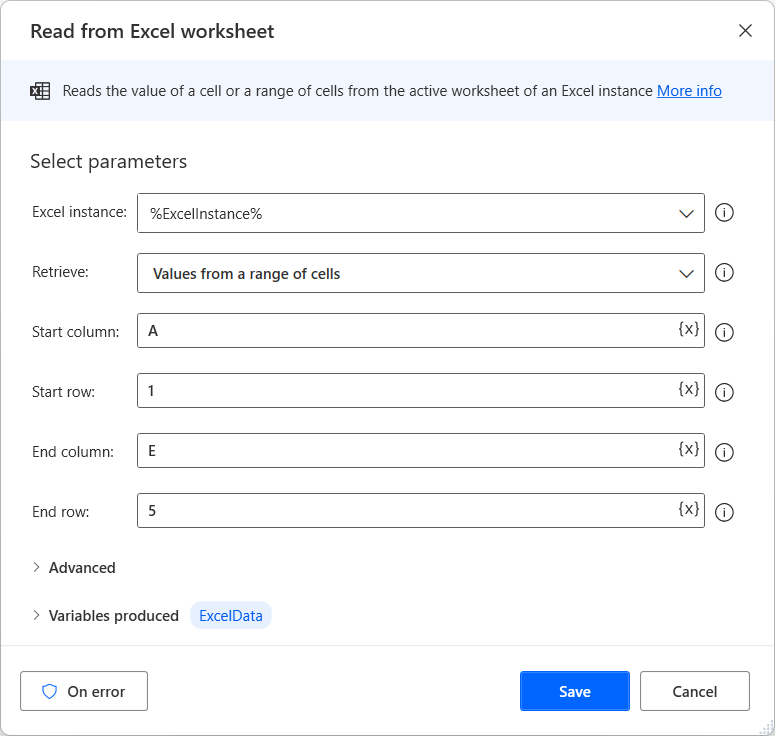 Read from Excel worksheet
Reads the value of a cell or a range of cells from the active worksheet of an Excel instance More info
Select parameters
Excel instance: %ExcelInstance%
Retrieve: Values from a range of cells
Start column: A {x}
Start row: 1 {x}
End column: E {x}
End row: 5 {x}
Advanced
Variables produced ExcelData
On error Save Cancel